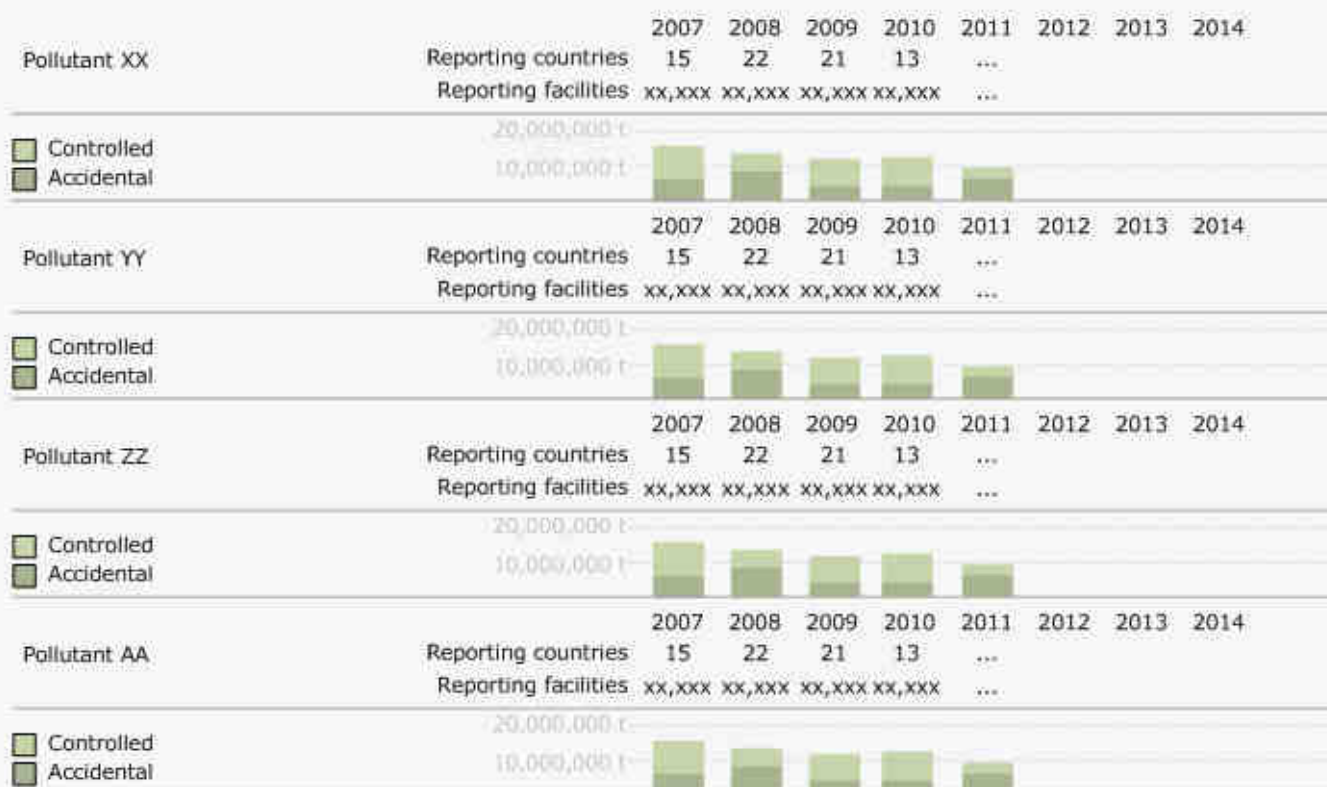 2007 2008 2009 2010 2011 2012 2013 2014
Pollutant XX Reporting countries 15 22 21 13 ...
Reporting facilities xx,xxx xx,xxx xx,xxx xx,xxx ...
20,000,000 t
Controlled
10,000,000 t
Accidental
2007 2008 2009 2010 2011 2012 2013 2014
Pollutant YY Reporting countries 15 22 21 13 ...
Reporting facilities xx,xxx xx,xxx xx,xxx xx,xxx ...
20,000,000 t
Controlled
10,000,000 t
Accidental
2007 2008 2009 2010 2011 2012 2013 2014
Pollutant ZZ Reporting countries 15 22 21 13 ...
Reporting facilities xx,xxx xx,xxx xx,xxx xx,xxx ...
20,000,000 t
Controlled
10,000,000 t
Accidental
2007 2008 2009 2010 2011 2012 2013 2014
Pollutant AA Reporting countries 15 22 21 13 ...
Reporting facilities xx,xxx xx,xxx xx,xxx xx,xxx ...
20,000,000 t
Controlled
10,000,000 t
Accidental